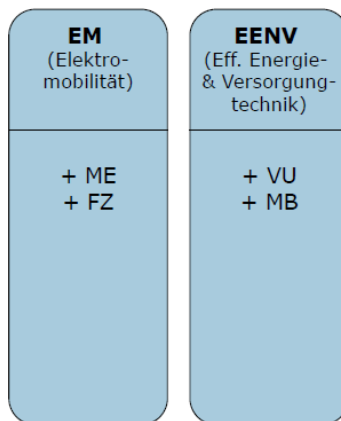 EM
(Elektro-
mobilität)
+ ME
+ FZ
EENV
(Eff. Energie-
& Versorgung-
technik)
+ VU
+ MB